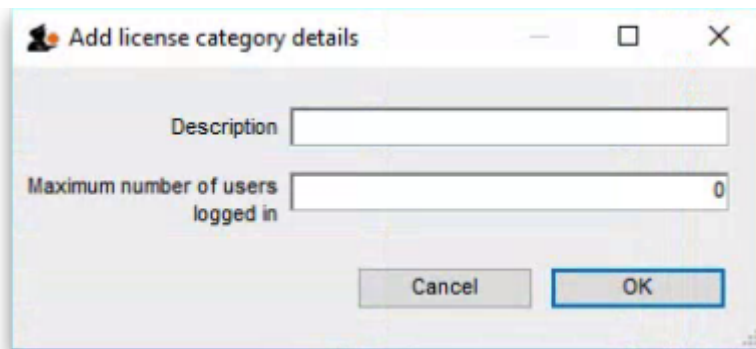 Add license category details
Description
Maximum number of users
logged in
0
Cancel
OK